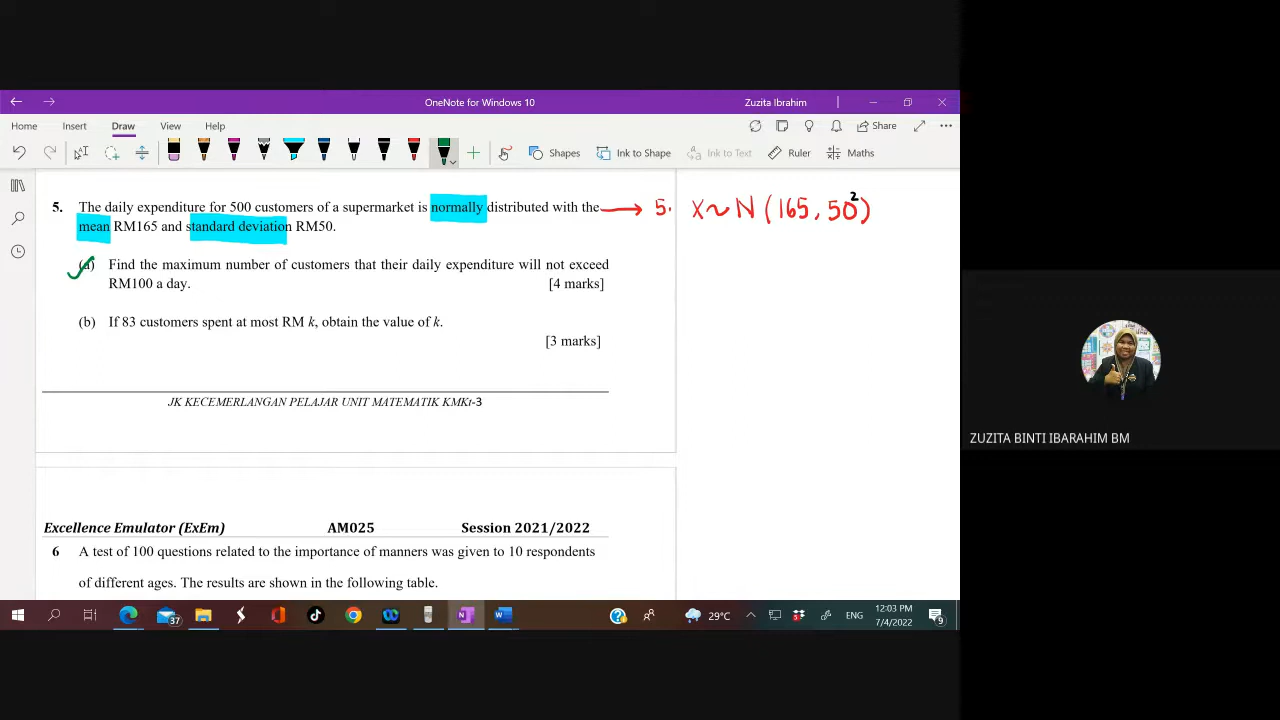 OneNote for Windows 10
Zuzita Ibrahim
Home Insert Draw View Help
Share
Shapes Ink to Shape Ink to Text Ruler Maths
5. The daily expenditure for 500 customers of a supermarket is normally distributed with the
mean RM165 and standard deviation RM50.
5. X~N(165, 50²)
(a) Find the maximum number of customers that their daily expenditure will not exceed
RM100 a day. [4 marks]
(b) If 83 customers spent at most RM k, obtain the value of k.
[3 marks]
JK KECEMERLANGAN PELAJAR UNIT MATEMATIK KMKt-3
Excellence Emulator (ExEm) AM025 Session 2021/2022
6 A test of 100 questions related to the importance of manners was given to 10 respondents
of different ages. The results are shown in the following table.
ZUZITA BINTI IBARAHIM BM
37
29°C
5
ENG
12:03 PM
7/4/2022
9